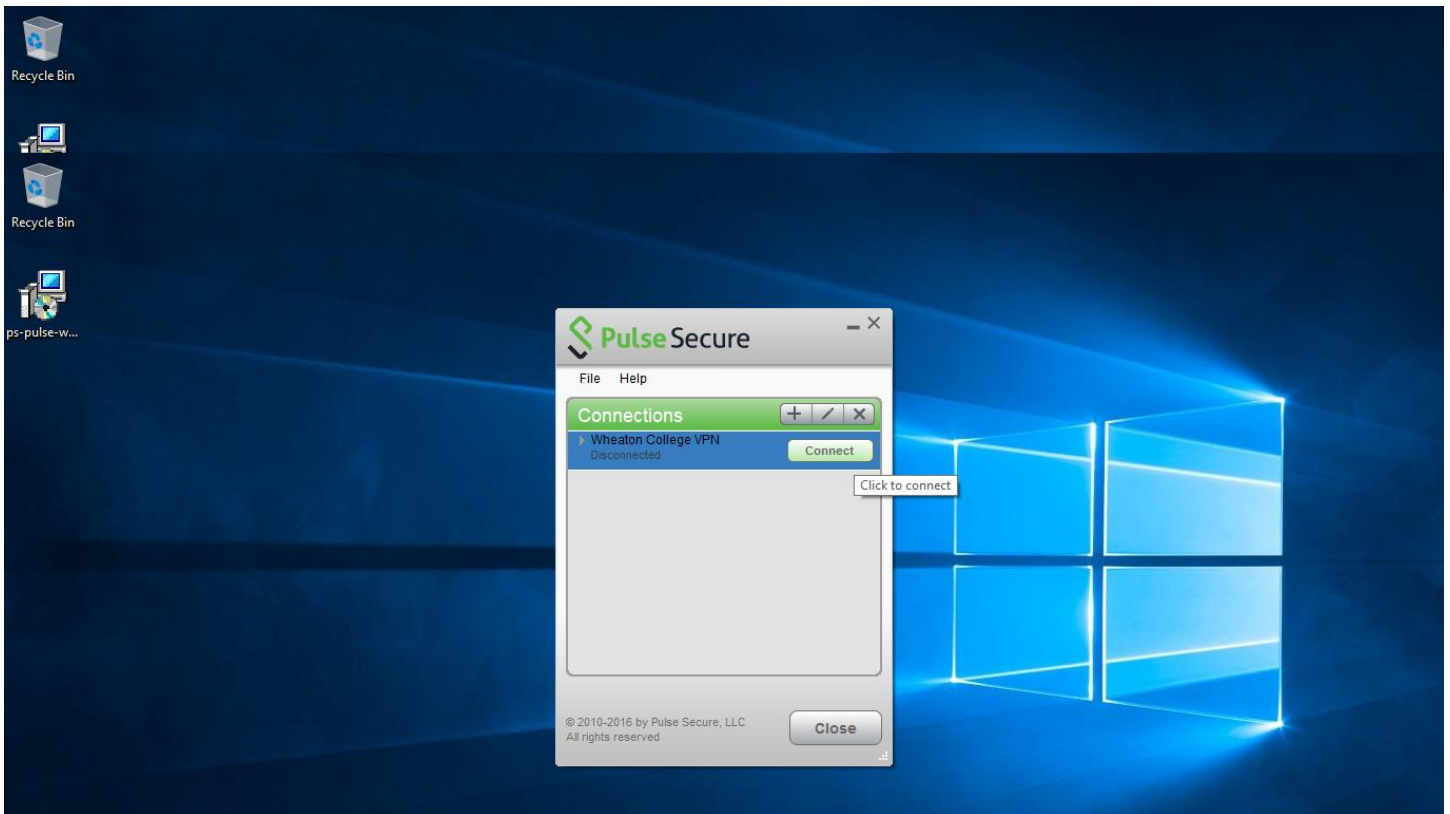 Recycle Bin
Recycle Bin
ps-pulse-w...
Pulse Secure
File Help
Connections
Wheaton College VPN
Disconnected
Connect
Click to connect
© 2010-2016 by Pulse Secure, LLC
All rights reserved
Close